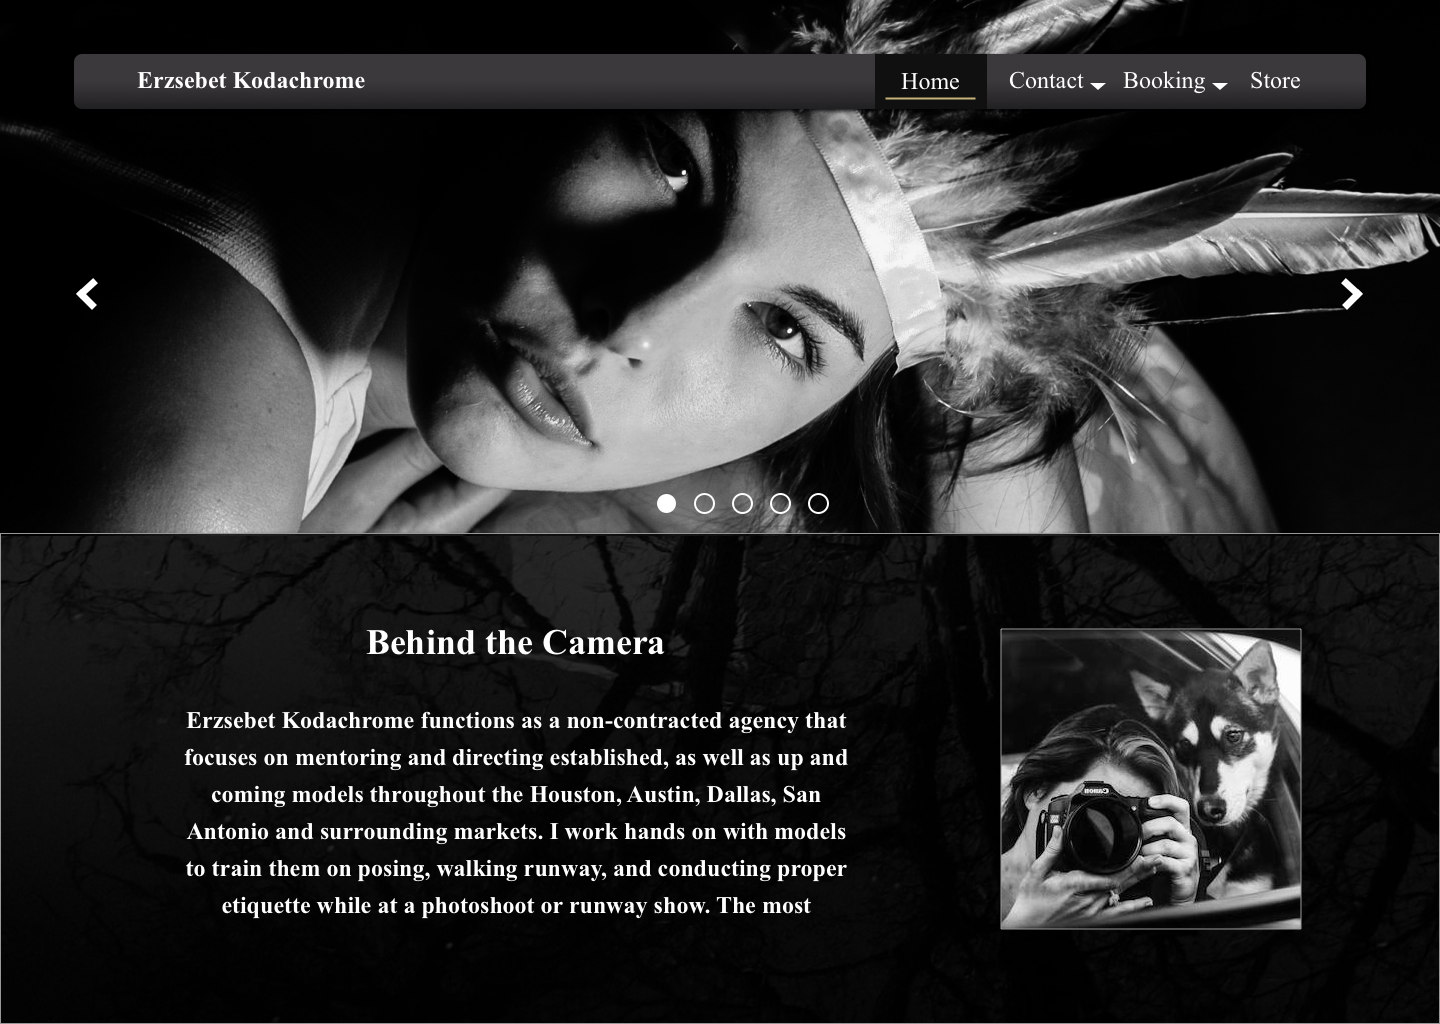 Erzsebet Kodachrome Home Contact Booking Store
Behind the Camera
Erzsebet Kodachrome functions as a non-contracted agency that
focuses on mentoring and directing established, as well as up and
coming models throughout the Houston, Austin, Dallas, San
Antonio and surrounding markets. I work hands on with models
to train them on posing, walking runway, and conducting proper
etiquette while at a photoshoot or runway show. The most
Canon